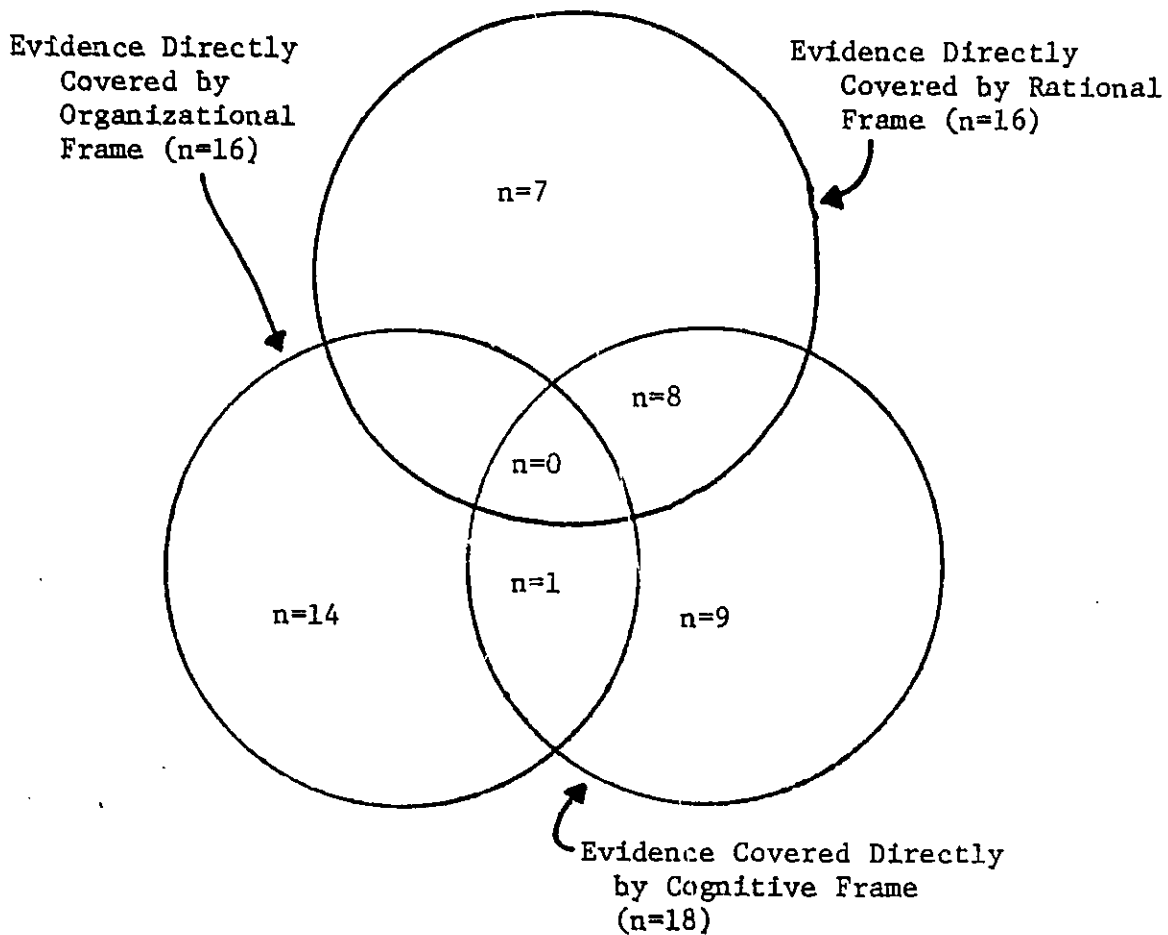 Evidence Directly
Covered by
Organizational
Frame (n=16)
Evidence Directly
Covered by Rational
Frame (n=16)
n=7
n=8
n=0
n=1
n=14
n=9
Evidence Covered Directly
by Cognitive Frame
(n=18)